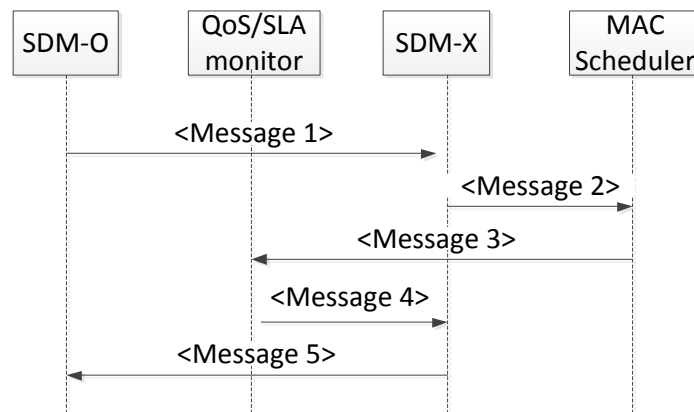 SDM-O
QoS/SLA
monitor
SDM-X
MAC
Scheduler
<Message 1>
<Message 2>
<Message 3>
<Message 4>
<Message 5>